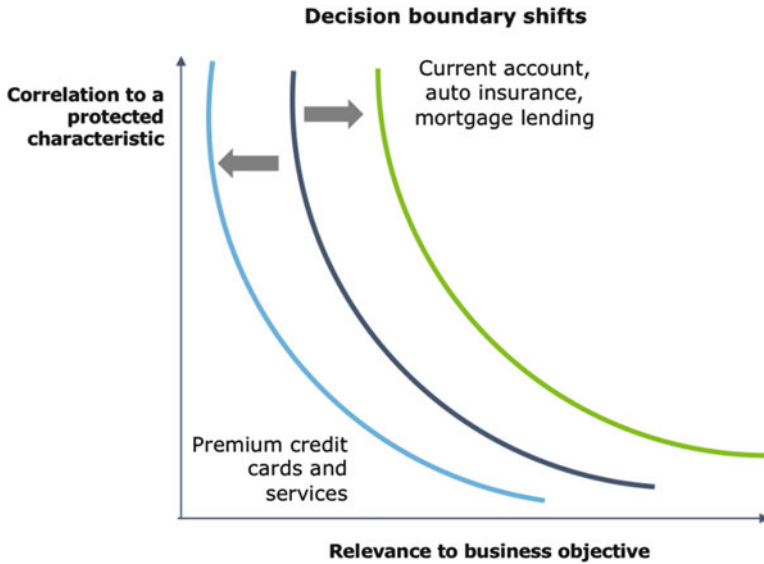 Decision boundary shifts
Correlation to a
protected
characteristic
Current account,
auto insurance,
mortgage lending
Premium credit
cards and
services
Relevance to business objective